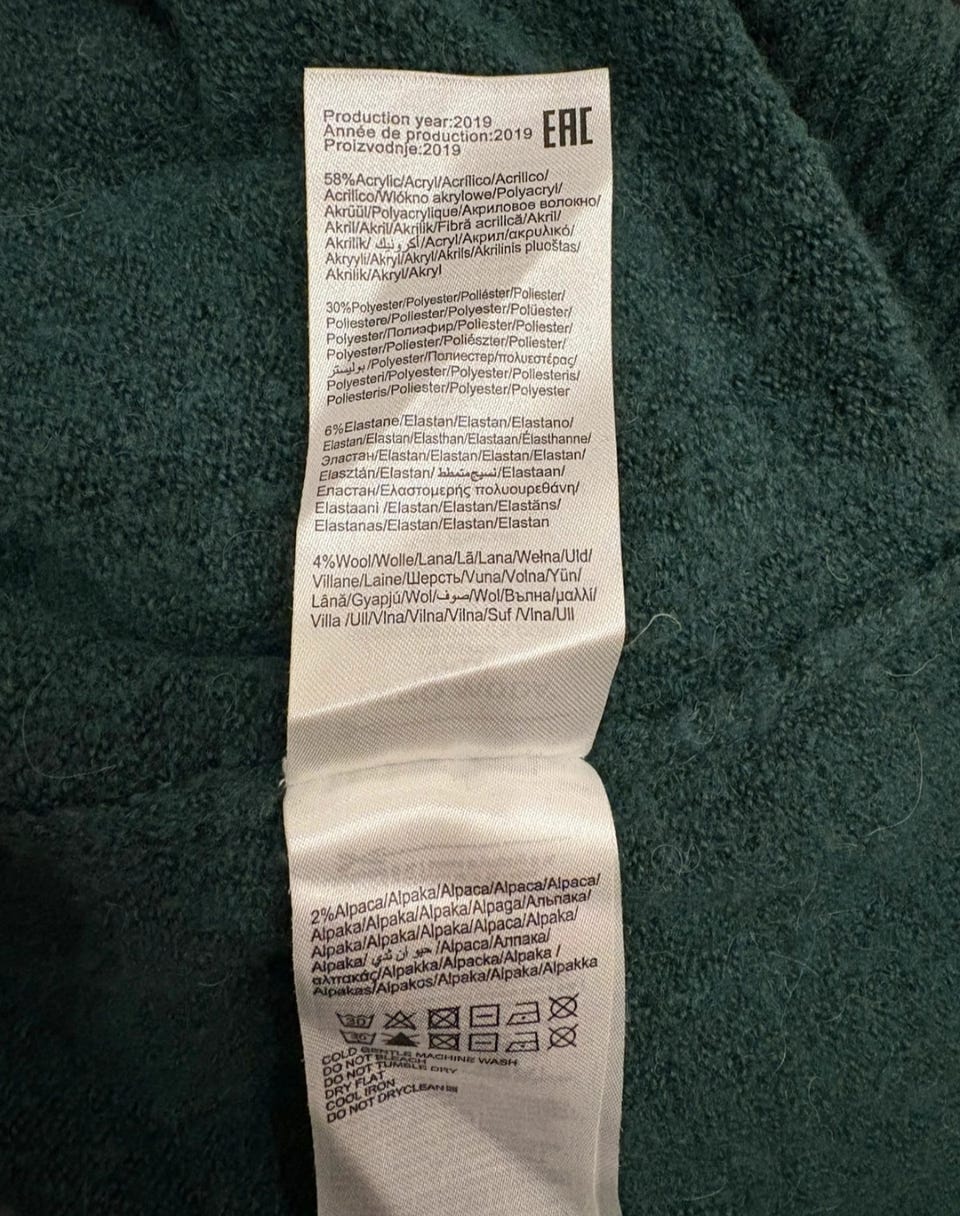 Production year:2019
Année de production:2019
Proizvodnje:2019
EAC
58%Acrylic/Acryl/Acrílico/Acrilico/
Acrilico/Wlókno akrylowe/Polyacryl/
Akrüül/Polyacrylique/Акриловое волокно/
Akril/Akril/Akrilik/Fibră acrilică/Akril/
Akrilik/ أكرونيك/Acryl/Акрил/ακρυλικό/
Akryyli/Akryl/Akryl/Akrils/Akrilinis pluoštas/
Akrilik/Akryl/Akryl
30%Polyester/Polyester/Poliéster/Poliester/
Poliestere/Poliester/Polyester/Polüester/
Polyester/Полиэфир/Poliester/Poliester/
Polyester/Poliester/Poliészter/Poliester/
بوليستر/Polyester/Полиестер/πολυεστέρας/
Polyesteri/Polyester/Polyester/Poliesteris/
Poliesteris/Poliester/Polyester/Polyester
6%Elastane/Elastan/Elastan/Elastano/
Elastan/Elastan/Elasthan/Elastaan/Élasthanne/
Эластан/Elastan/Elastan/Elastan/Elastan/
Elasztán/Elastan/ نسيج متمطط/Elastaan/
Еластан/Ελαστομερής πολυουρεθάνη/
Elastaani /Elastan/Elastan/Elastāns/
Elastanas/Elastan/Elastan/Elastan
4%Wool/Wolle/Lana/Lã/Lana/Wełna/Uld/
Villane/Laine/Шерсть/Vuna/Volna/Yün/
Lână/Gyapjú/Wol/صوف/Wol/Вълна/μαλλί/
Villa /Ull/Vlna/Vilna/Vilna/Suf /Vlna/Ull
2%Alpaca/Alpaka/Alpaca/Alpaca/Alpaca/
Alpaka/Alpaka/Alpaka/Alpaga/Альпака/
Alpaka/Alpaka/Alpaka/Alpaca/Alpaka/
Alpaka/ حيو ان ثدي /Alpaca/Алпака/
αλπακάς/Alpakka/Alpacka/Alpaka /
Alpakas/Alpakos/Alpaka/Alpaka/Alpakka
30
30
COLD GENTLE MACHINE WASH
DO NOT BLEACH
DO NOT TUMBLE DRY
DRY FLAT
COOL IRON
DO NOT DRYCLEAN